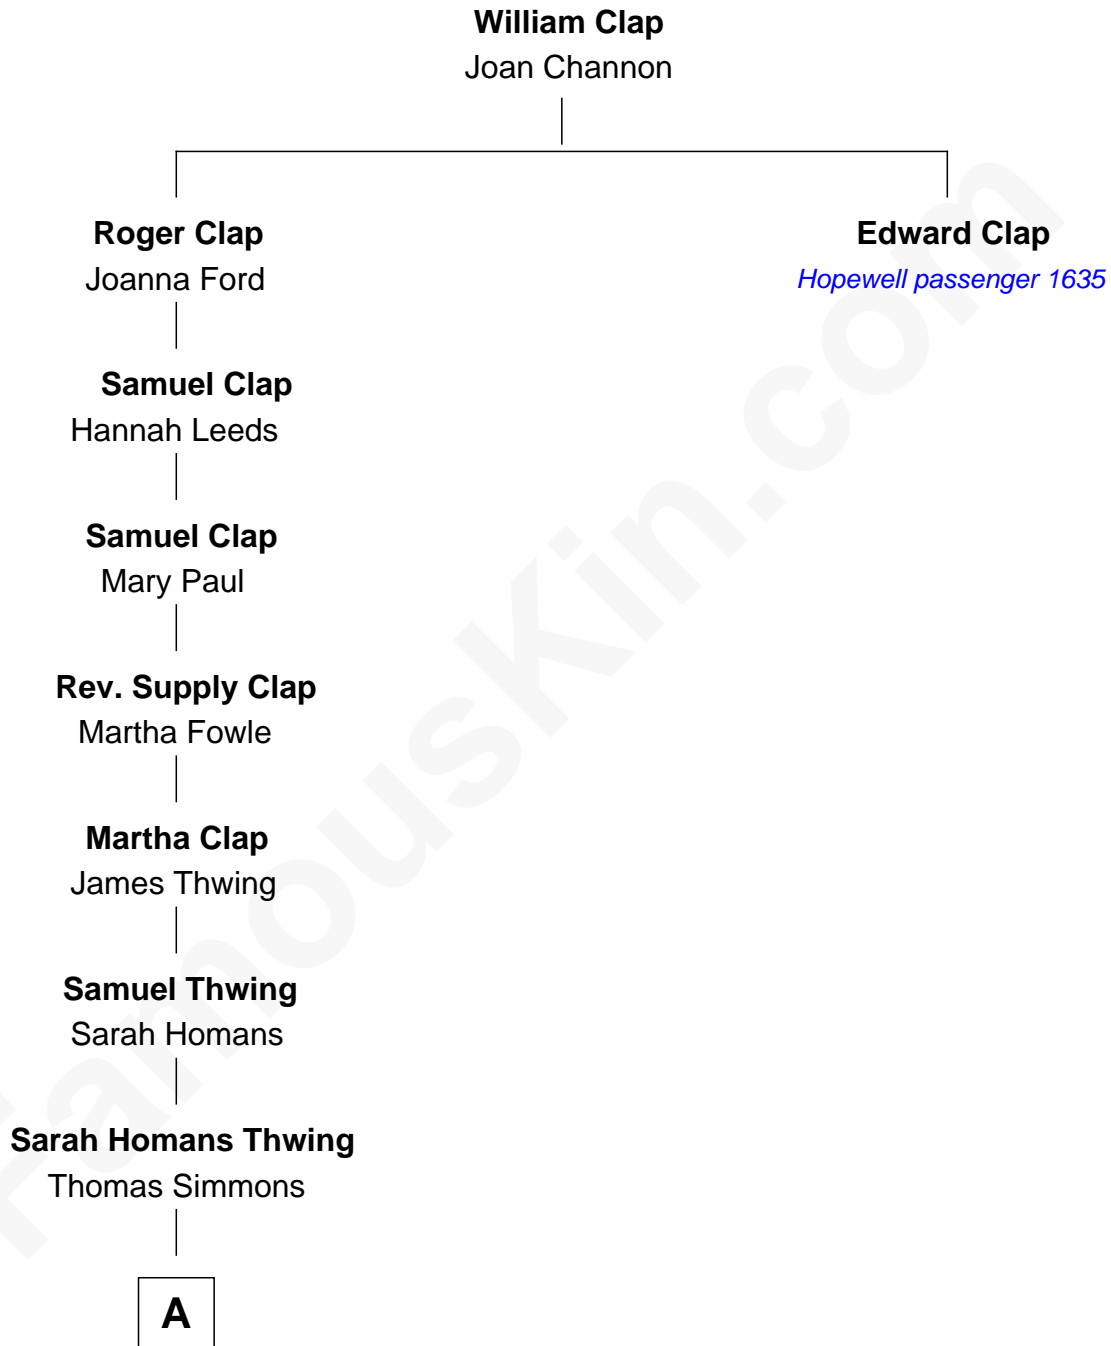 William Clap
Joan Channon
Roger Clap
Joanna Ford
Edward Clap
Hopewell passenger 1635
Samuel Clap
Hannah Leeds
Samuel Clap
Mary Paul
Rev. Supply Clap
Martha Fowle
Martha Clap
James Thwing
Samuel Thwing
Sarah Homans
Sarah Homans Thwing
Thomas Simmons
A
FamousKin.com